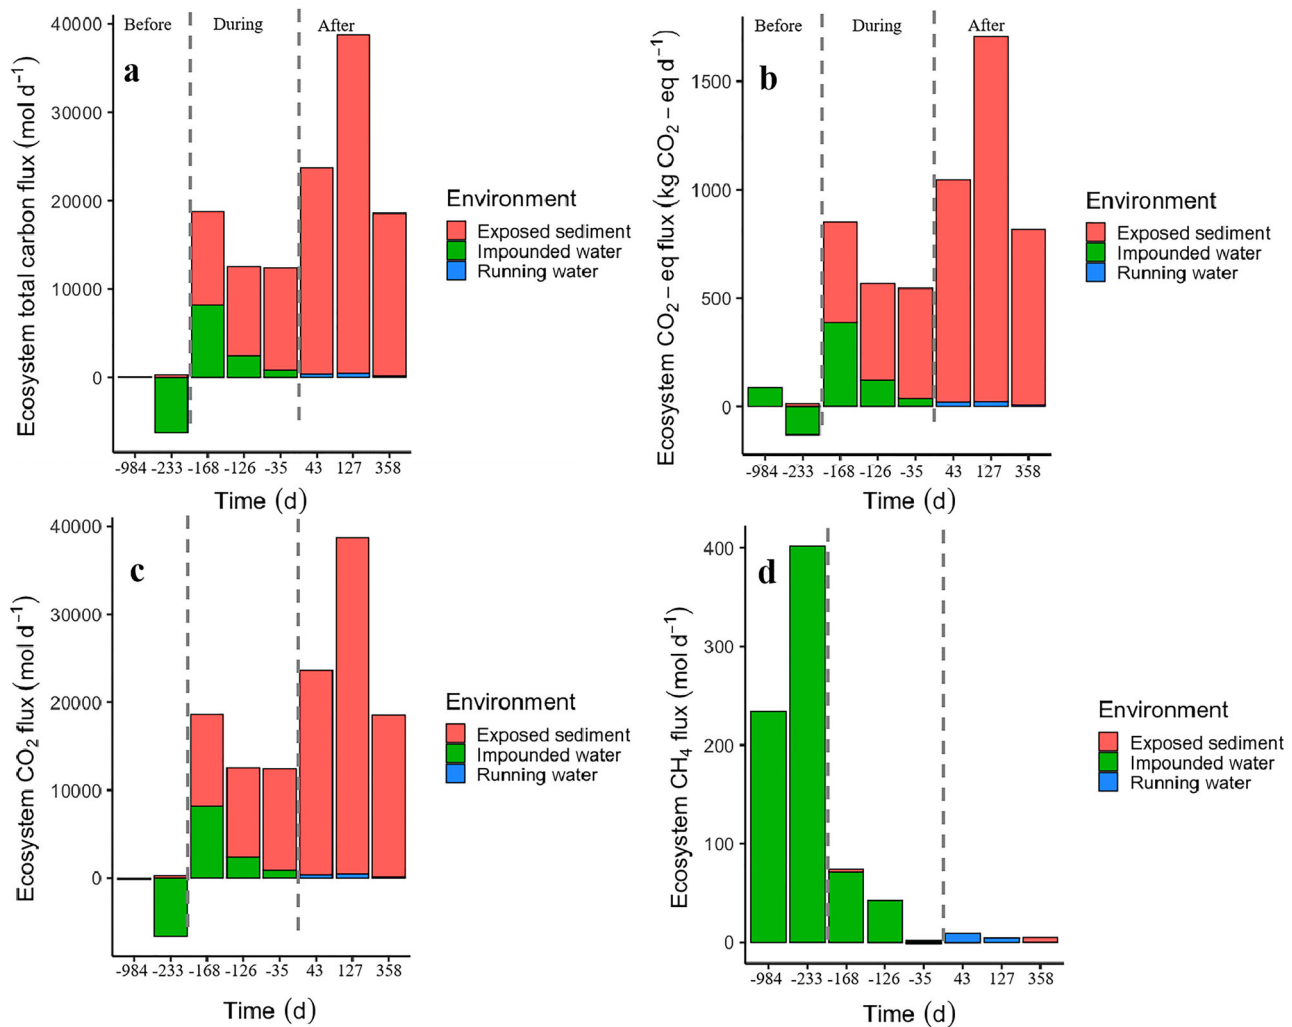 Before During After
a
Ecosystem total carbon flux (mol d−1)
40000
30000
20000
10000
0
-984 -233 -168 -126 -35 43 127 358
Time (d)
Environment
Exposed sediment
Impounded water
Running water
Before During After
b
Ecosystem CO2 − eq flux (kg CO2 − eq d−1)
1500
1000
500
0
-984 -233 -168 -126 -35 43 127 358
Time (d)
Environment
Exposed sediment
Impounded water
Running water
c
Ecosystem CO2 flux (mol d−1)
40000
30000
20000
10000
0
-984 -233 -168 -126 -35 43 127 358
Time (d)
Environment
Exposed sediment
Impounded water
Running water
d
Ecosystem CH4 flux (mol d−1)
400
300
200
100
0
-984 -233 -168 -126 -35 43 127 358
Time (d)
Environment
Exposed sediment
Impounded water
Running water